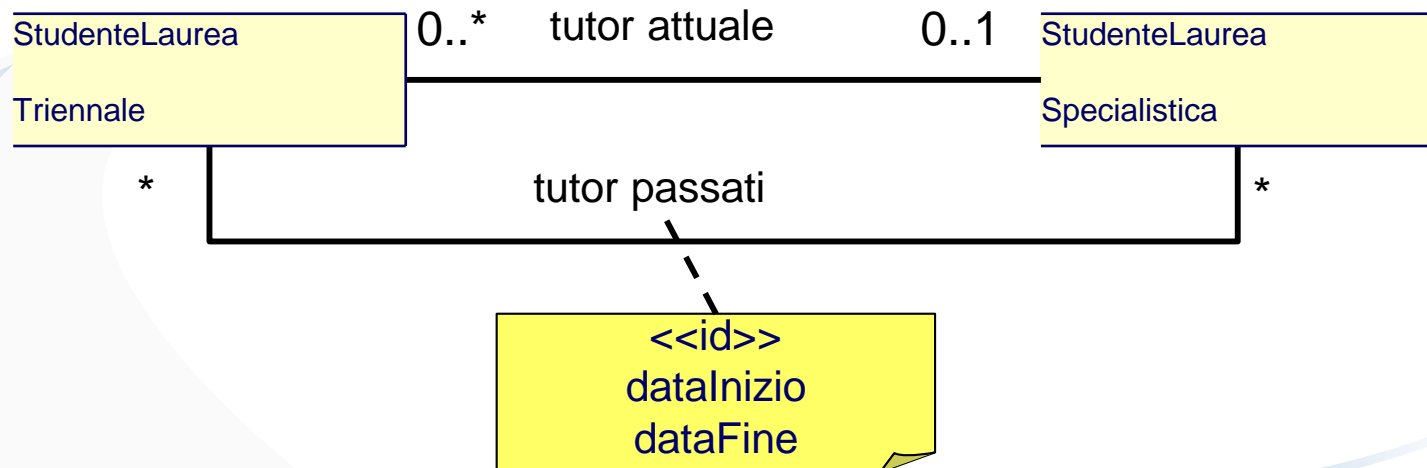 StudenteLaurea
Triennale
0..*
tutor attuale
0..1
StudenteLaurea
Specialistica
*
tutor passati
*
<<id>>
dataInizio
dataFine